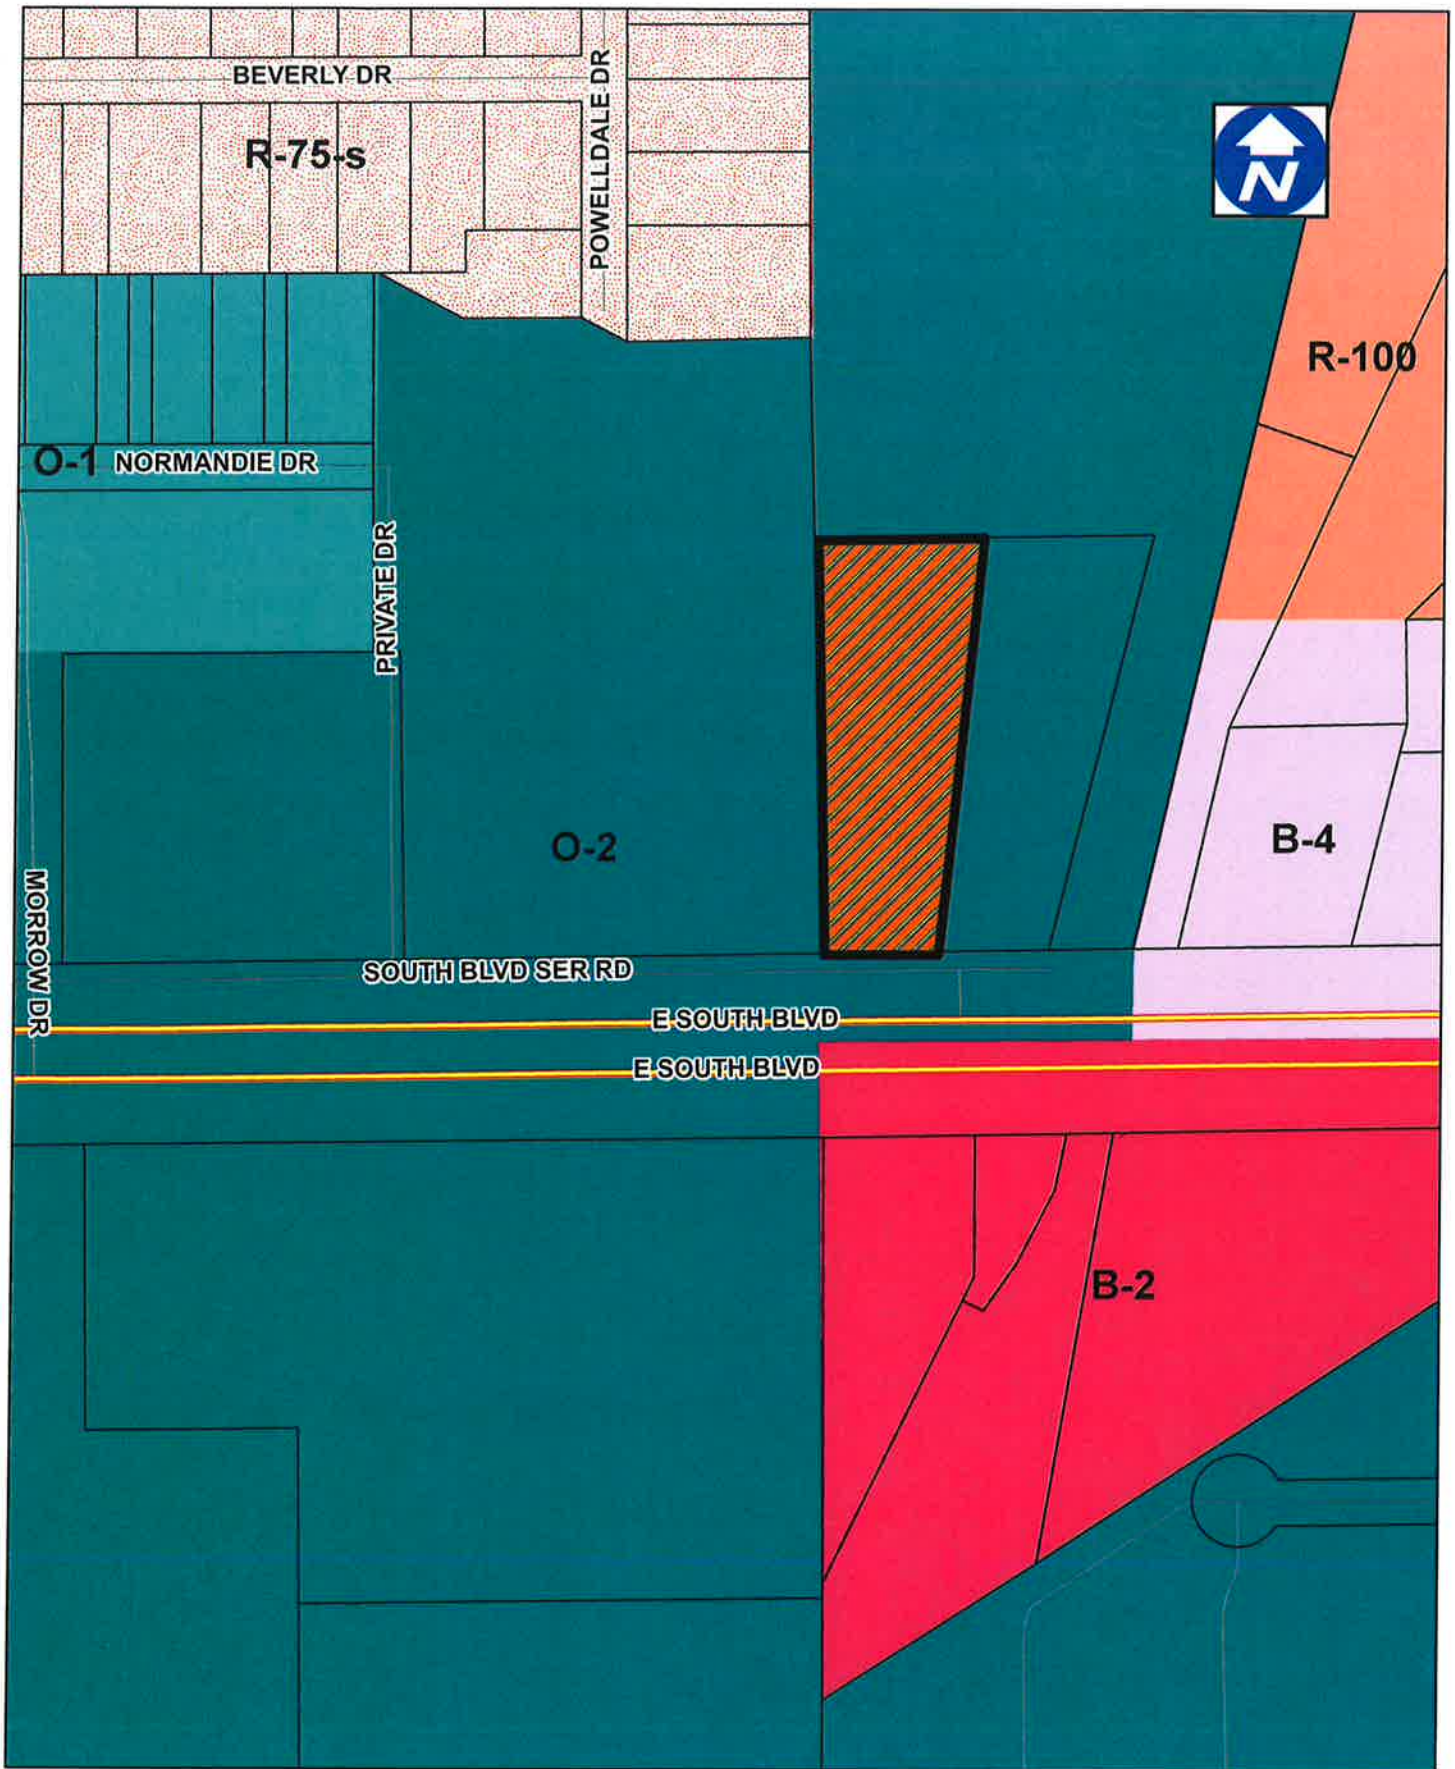 BEVERLY DR
POWELLDALE DR
R-75-s
N
R-100
O-1 NORMANDIE DR
PRIVATE DR
O-2
B-4
MORROW DR
SOUTH BLVD SER RD
E SOUTH BLVD
E SOUTH BLVD
B-2